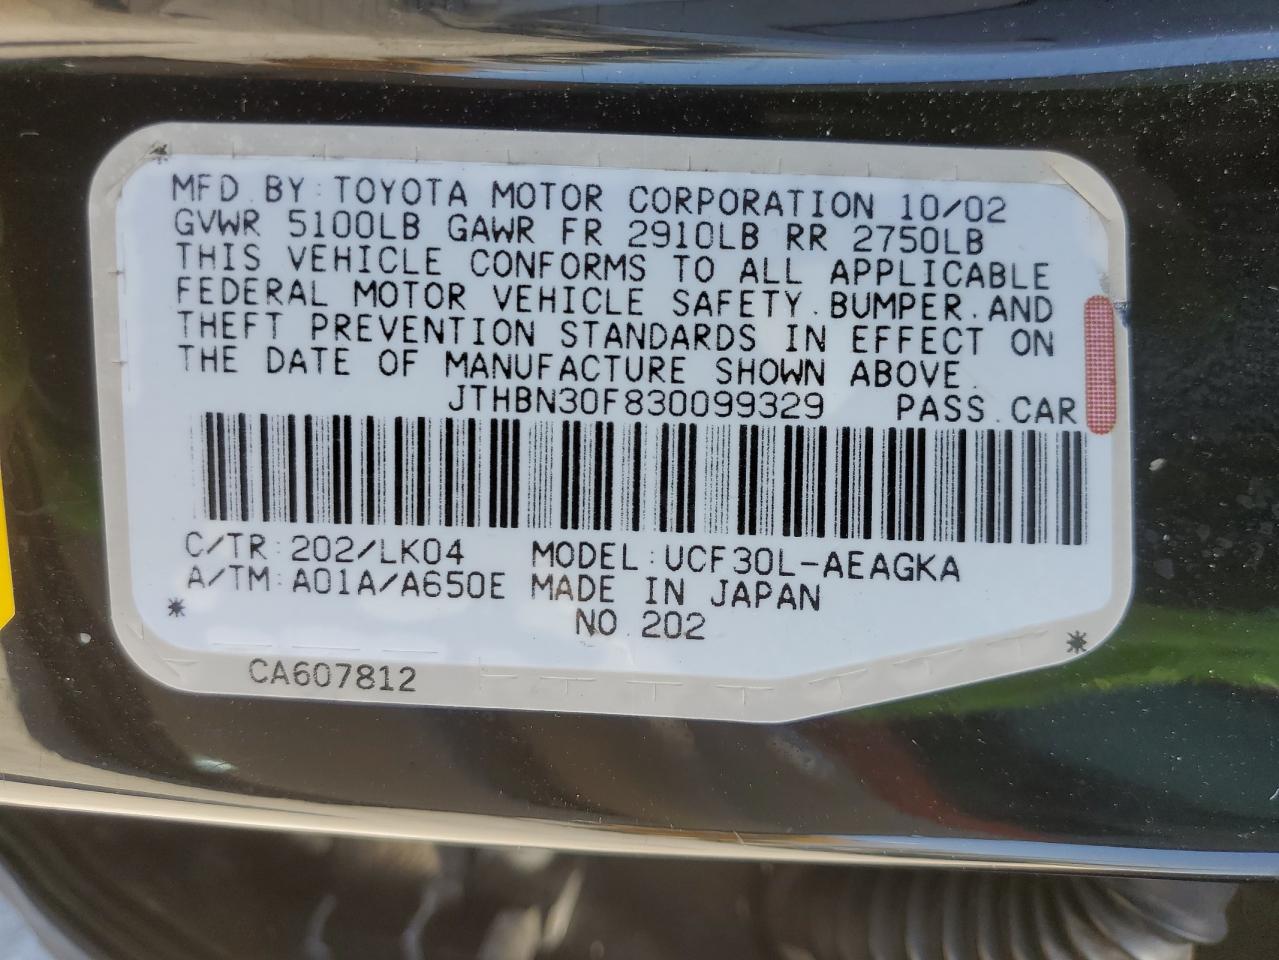 MFD.BY:TOYOTA MOTOR CORPORATION 10/02
GVWR 5100LB GAWR FR 2910LB RR 2750LB
THIS VEHICLE CONFORMS TO ALL APPLICABLE
FEDERAL MOTOR VEHICLE SAFETY.BUMPER.AND
THEFT PREVENTION STANDARDS IN EFFECT ON
THE DATE OF MANUFACTURE SHOWN ABOVE.
JTHBN30F830099329 PASS.CAR
C/TR:202/LK04 MODEL:UCF30L-AEAGKA
A/TM:A01A/A650E MADE IN JAPAN
NO.202
CA607812